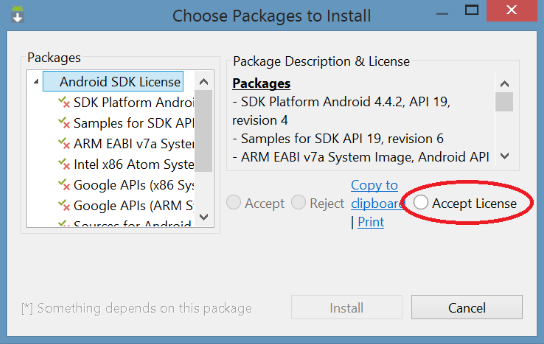 Choose Packages to Install
Packages
Android SDK License
SDK Platform Androi
Samples for SDK API
ARM EABI v7a System
Intel x86 Atom Syste
Google APIs (x86 Sys
Google APIs (ARM S
Sources for Android
Package Description & License
Packages
- SDK Platform Android 4.4.2, API 19,
revision 4
- Samples for SDK API 19, revision 6
- ARM EABI v7a System Image, Android API
Accept
Reject
Copy to
clipboard
| Print
Accept License
[*] Something depends on this package
Install
Cancel